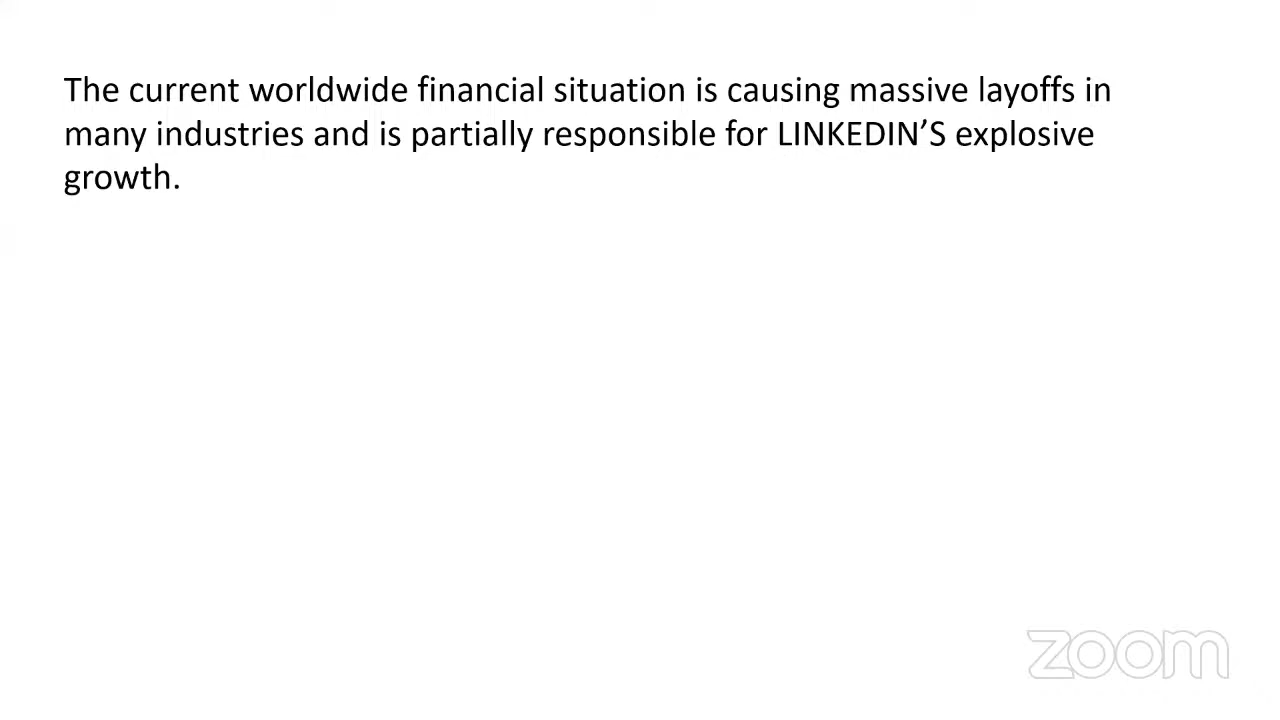 The current worldwide financial situation is causing massive layoffs in
many industries and is partially responsible for LINKEDIN’S explosive
growth.
zoom